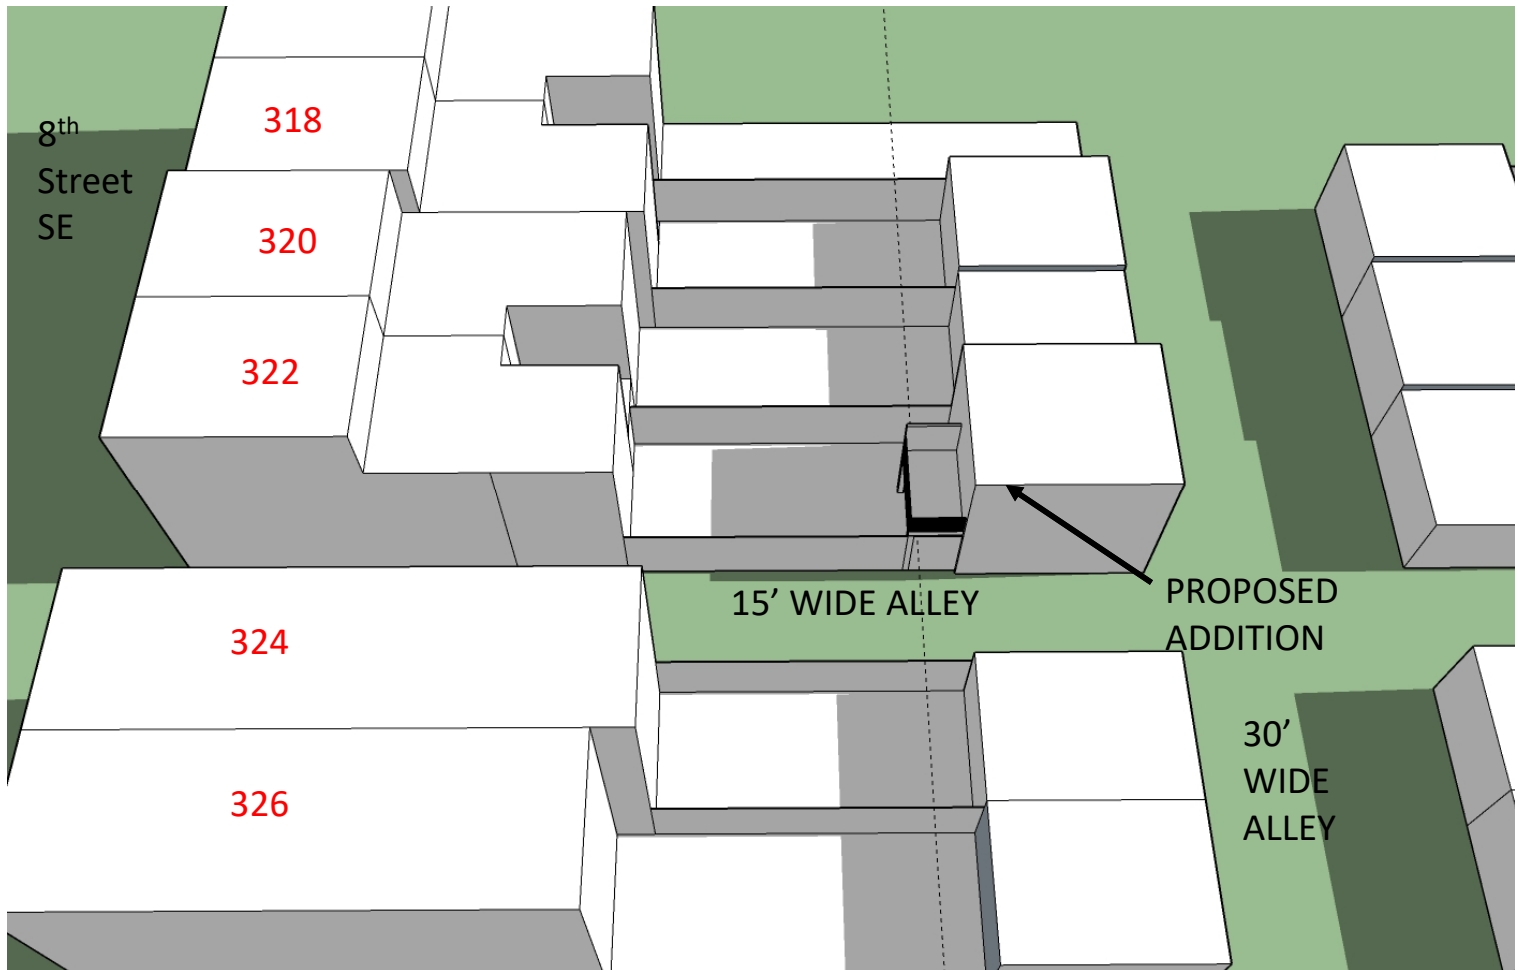 8th
Street
SE
318
320
322
15’ WIDE ALLEY
PROPOSED
ADDITION
324
326
30’
WIDE
ALLEY